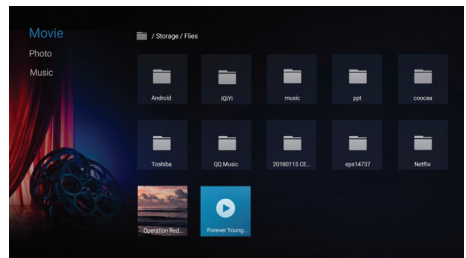 Movie
/ Storage / Flies
Photo
Music
Android
iQIYI
music
ppt
coocaa
Toshiba
QQ Music
20180115 CE...
eps14737
Netflix
Operation Red...
Forever Young...